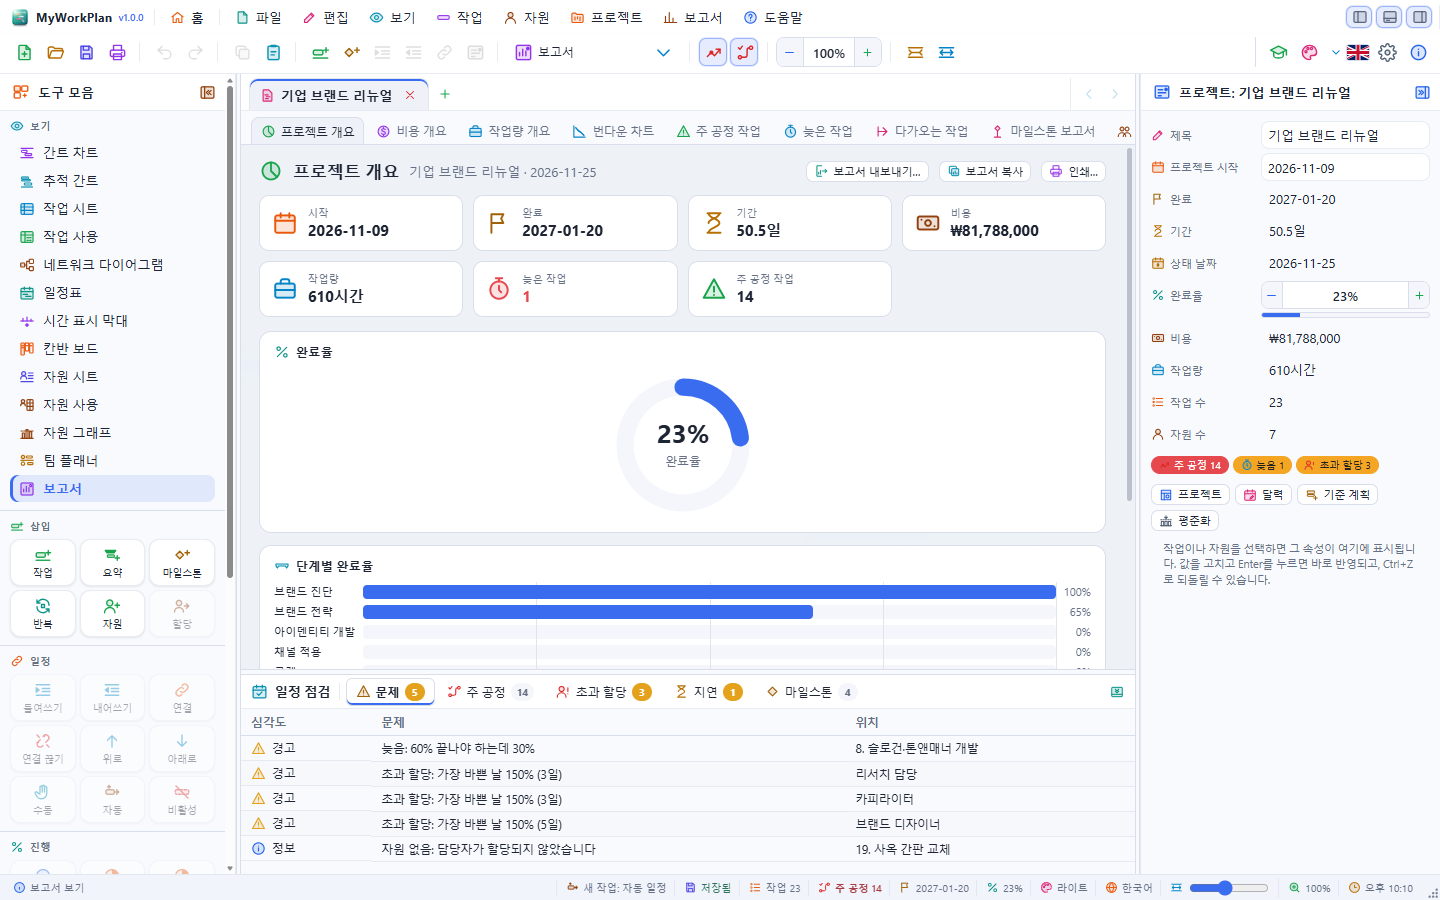 MyWorkPlan v1.0.0 홈 파일 편집 보기 작업 자원 프로젝트 보고서 도움말
보고서 100%
도구 모음
보기
간트 차트
추적 간트
작업 시트
작업 사용
네트워크 다이어그램
일정표
시간 표시 막대
칸반 보드
자원 시트
자원 사용
자원 그래프
팀 플래너
보고서
삽입
작업 요약 마일스톤
반복 자원 할당
일정
들여쓰기 내어쓰기 연결
연결 끊기 위로 아래로
수동 자동 비활성
진행
기업 브랜드 리뉴얼
프로젝트 개요 비용 개요 작업량 개요 번다운 차트 주 공정 작업 늦은 작업 다가오는 작업 마일스톤 보고서
프로젝트 개요 기업 브랜드 리뉴얼 · 2026-11-25 보고서 내보내기... 보고서 복사 인쇄...
시작 2026-11-09
완료 2027-01-20
기간 50.5일
비용 ₩81,788,000
작업량 610시간
늦은 작업 1
주 공정 작업 14
완료율
23%
완료율
단계별 완료율
브랜드 진단 100%
브랜드 전략 65%
아이덴티티 개발 0%
채널 적용 0%
일정 점검 문제 5 주 공정 14 초과 할당 3 지연 1 마일스톤 4
심각도 문제 위치
경고 늦음: 60% 끝나야 하는데 30% 8. 슬로건·톤앤매너 개발
경고 초과 할당: 가장 바쁜 날 150% (3일) 리서치 담당
경고 초과 할당: 가장 바쁜 날 150% (3일) 카피라이터
경고 초과 할당: 가장 바쁜 날 150% (5일) 브랜드 디자이너
정보 자원 없음: 담당자가 할당되지 않았습니다 19. 사옥 간판 교체
프로젝트: 기업 브랜드 리뉴얼
제목 기업 브랜드 리뉴얼
프로젝트 시작 2026-11-09
완료 2027-01-20
기간 50.5일
상태 날짜 2026-11-25
완료율 23%
비용 ₩81,788,000
작업량 610시간
작업 수 23
자원 수 7
주 공정 14 늦음 1 초과 할당 3
프로젝트 달력 기준 계획
평준화
작업이나 자원을 선택하면 그 속성이 여기에 표시됩니
다. 값을 고치고 Enter를 누르면 바로 반영되고, Ctrl+Z
로 되돌릴 수 있습니다.
보고서 보기 새 작업: 자동 일정 저장됨 작업 23 주 공정 14 2027-01-20 23% 라이트 한국어 100% 오후 10:10